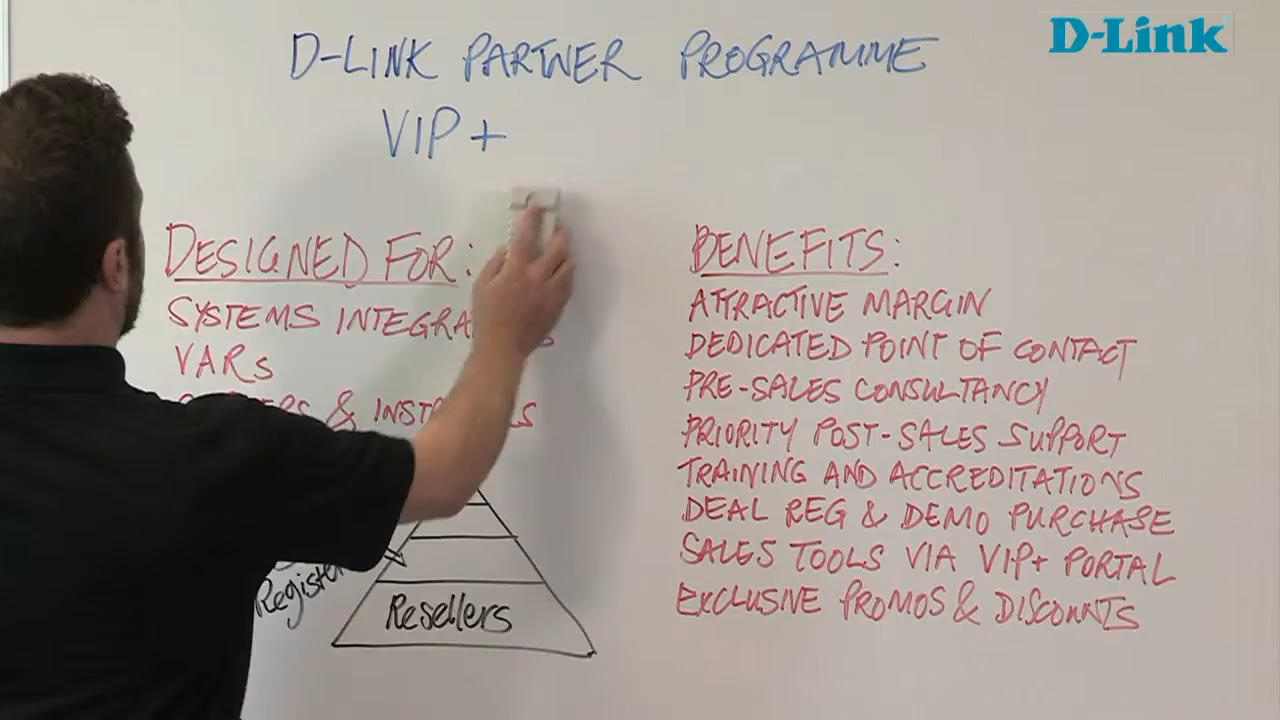 D-Link
D-LINK PARTNER PROGRAMME
VIP+
DESIGNED FOR:
SYSTEMS
VARs
&
Resellers
BENEFITS:
ATTRACTIVE MARGIN
DEDICATED POINT OF CONTACT
PRE-SALES CONSULTANCY
PRIORITY POST-SALES SUPPORT
TRAINING AND ACCREDITATIONS
DEAL REG & DEMO PURCHASE
SALES TOOLS VIA VIP+ PORTAL
EXCLUSIVE PROMOS & DISCOUNTS